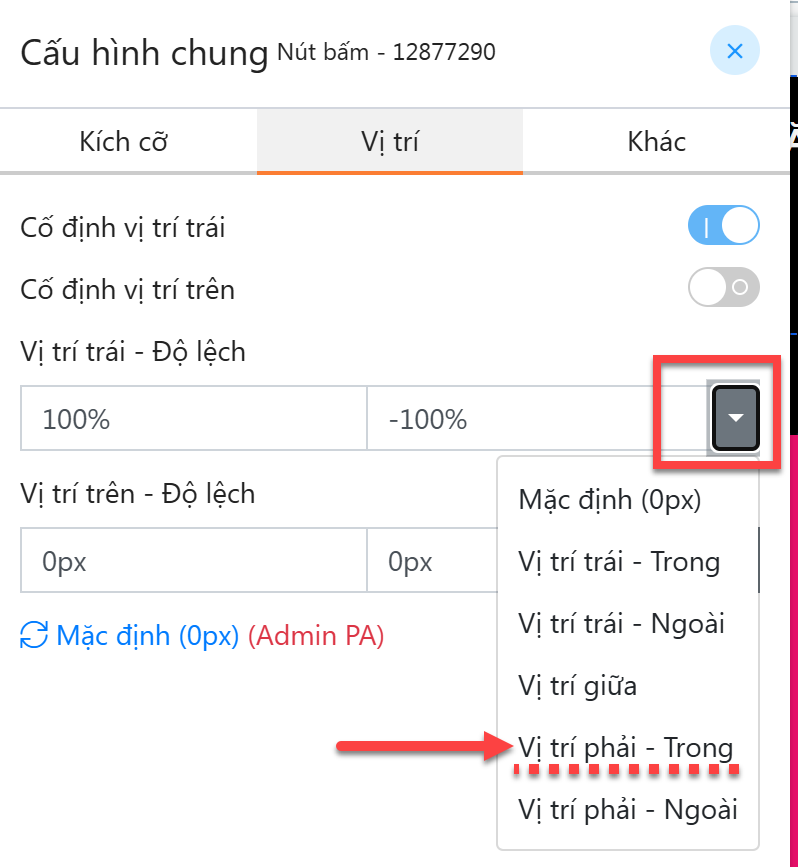 Cấu hình chung Nút bấm - 12877290
Kích cỡ Vị trí Khác
Cố định vị trí trái
Cố định vị trí trên
Vị trí trái - Độ lệch
100% -100%
Mặc định (0px)
Vị trí trái - Trong
Vị trí trái - Ngoài
Vị trí giữa
Vị trí phải - Trong
Vị trí phải - Ngoài
Vị trí trên - Độ lệch
0px 0px
Mặc định (0px) (Admin PA)